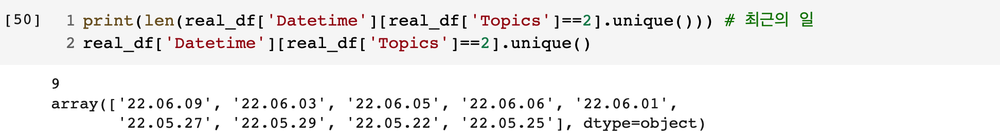 [50] 1 print(len(real_df['Datetime'][real_df['Topics']==2].unique())) # 최근의 일
2 real_df['Datetime'][real_df['Topics']==2].unique()
9
array(['22.06.09', '22.06.03', '22.06.05', '22.06.06', '22.06.01',
'22.05.27', '22.05.29', '22.05.22', '22.05.25'], dtype=object)